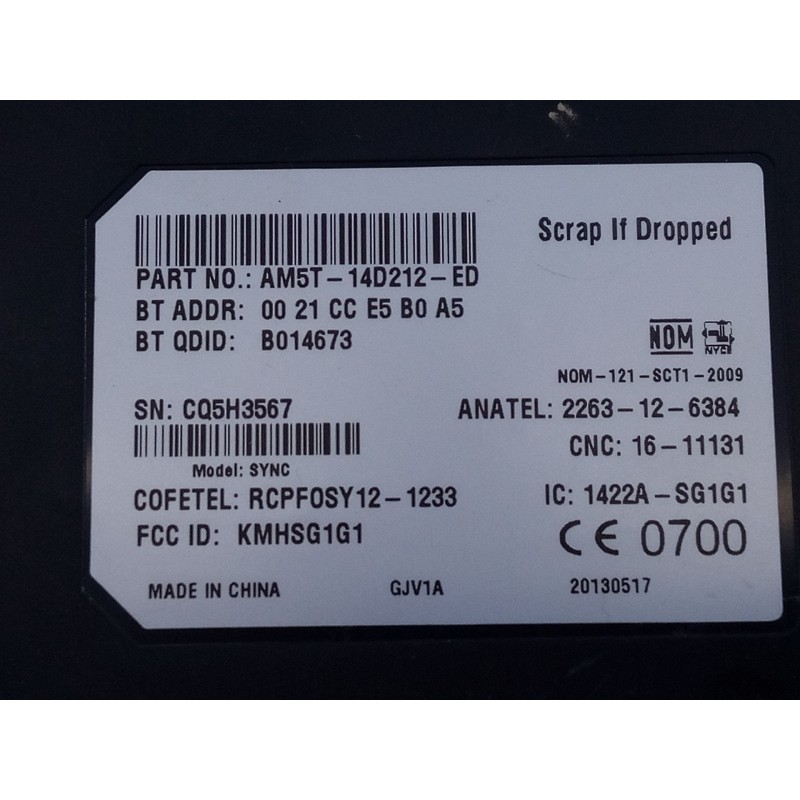 Scrap If Dropped
PART NO.: AM5T-14D212-ED
BT ADDR: 00 21 CC E5 B0 A5
BT QDID: B014673
NOM NYCE
NOM-121-SCT1-2009
SN: CQ5H3567
ANATEL: 2263-12-6384
CNC: 16-11131
Model: SYNC
COFETEL: RCPFOSY12-1233
IC: 1422A-SG1G1
FCC ID: KMHSG1G1
CE 0700
MADE IN CHINA GJV1A 20130517